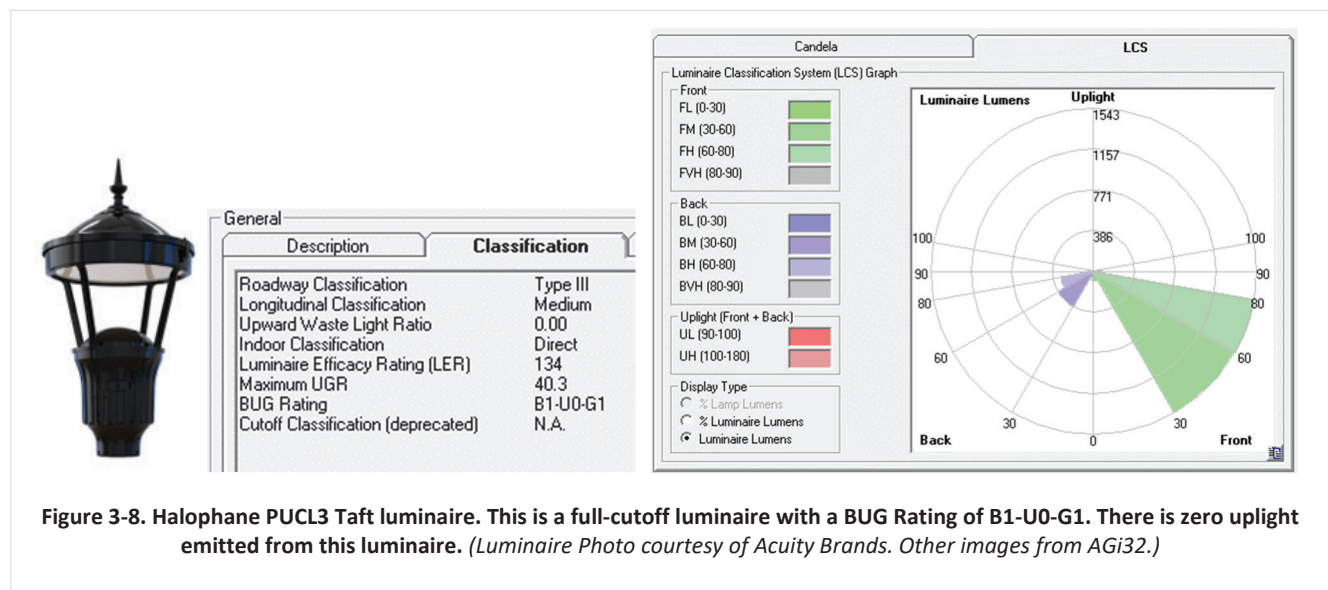 General
Description
Classification
Roadway Classification Type III
Longitudinal Classification Medium
Upward Waste Light Ratio 0.00
Indoor Classification Direct
Luminaire Efficacy Rating (LER) 134
Maximum UGR 40.3
BUG Rating B1-U0-G1
Cutoff Classification (deprecated) N.A.
Candela
LCS
Luminaire Classification System (LCS) Graph
Front
FL (0-30)
FM (30-60)
FH (60-80)
FVH (80-90)
Back
BL (0-30)
BM (30-60)
BH (60-80)
BVH (80-90)
Uplight (Front + Back)
UL (90-100)
UH (100-180)
Display Type
% Lamp Lumens
% Luminaire Lumens
Luminaire Lumens
Luminaire Lumens Uplight
1543
1157
771
386
100 100
90 90
80 80
60 60
30 30
0
Back Front
Figure 3-8. Halophane PUCL3 Taft luminaire. This is a full-cutoff luminaire with a BUG Rating of B1-U0-G1. There is zero uplight
emitted from this luminaire. (Luminaire Photo courtesy of Acuity Brands. Other images from AGi32.)